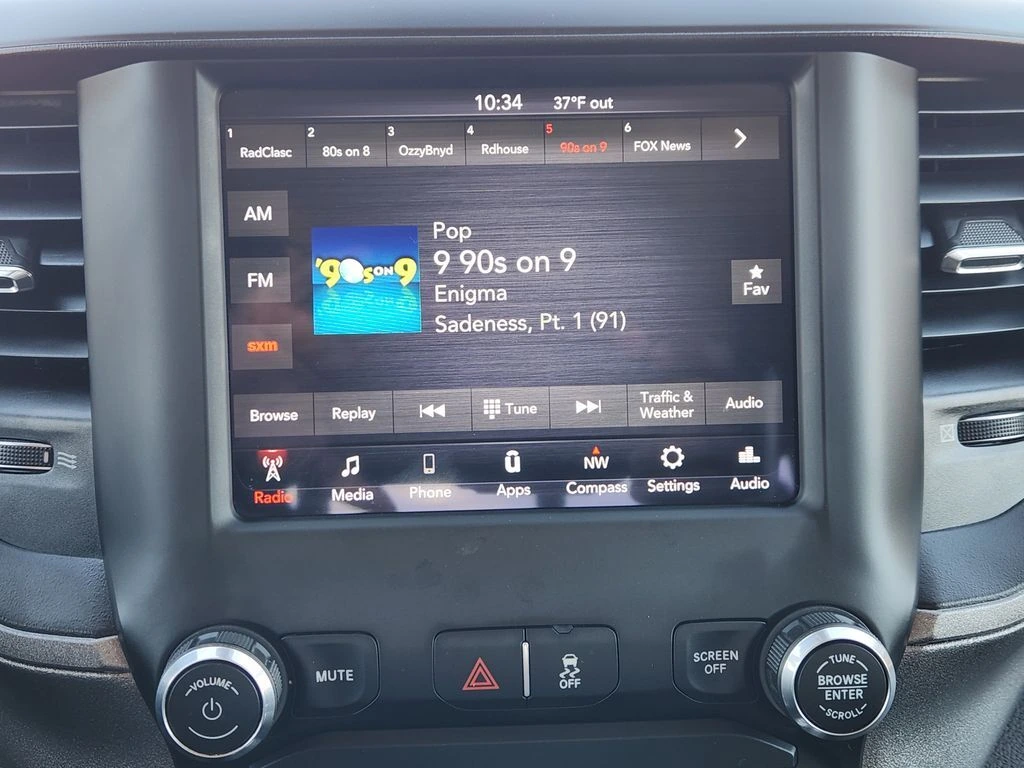 10:34 37°F out
1 RadClasc 2 80s on 8 3 OzzyBnyd 4 Rdhouse 5 90s on 9 6 FOX News
AM
FM
sxm
'90s ON 9
Pop
9 90s on 9
Enigma
Sadeness, Pt. 1 (91)
Fav
Browse Replay Tune Traffic &
Weather Audio
NW
Radio Media Phone Apps Compass Settings Audio
VOLUME
MUTE
OFF
SCREEN
OFF
TUNE
BROWSE
ENTER
SCROLL